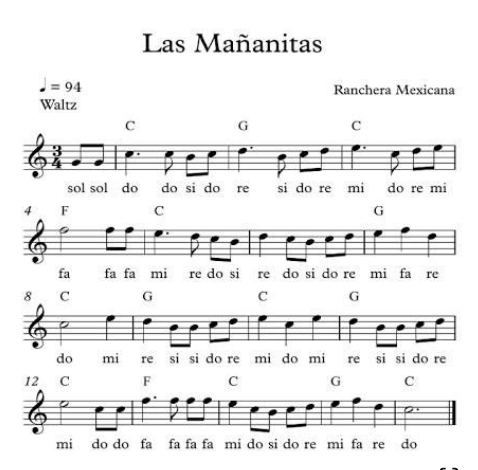 Las Mañanitas
♩ = 94
Waltz
Ranchera Mexicana
C G C
3
4
sol sol do do si do re si do re mi do re mi
4 F C G
fa fa fa mi re do si re do si do re mi fa re
8 C G C G
do mi re si si do re mi do mi re si si do re
12 C F C G C
mi do do fa fa fa fa mi do si do re mi fa re do